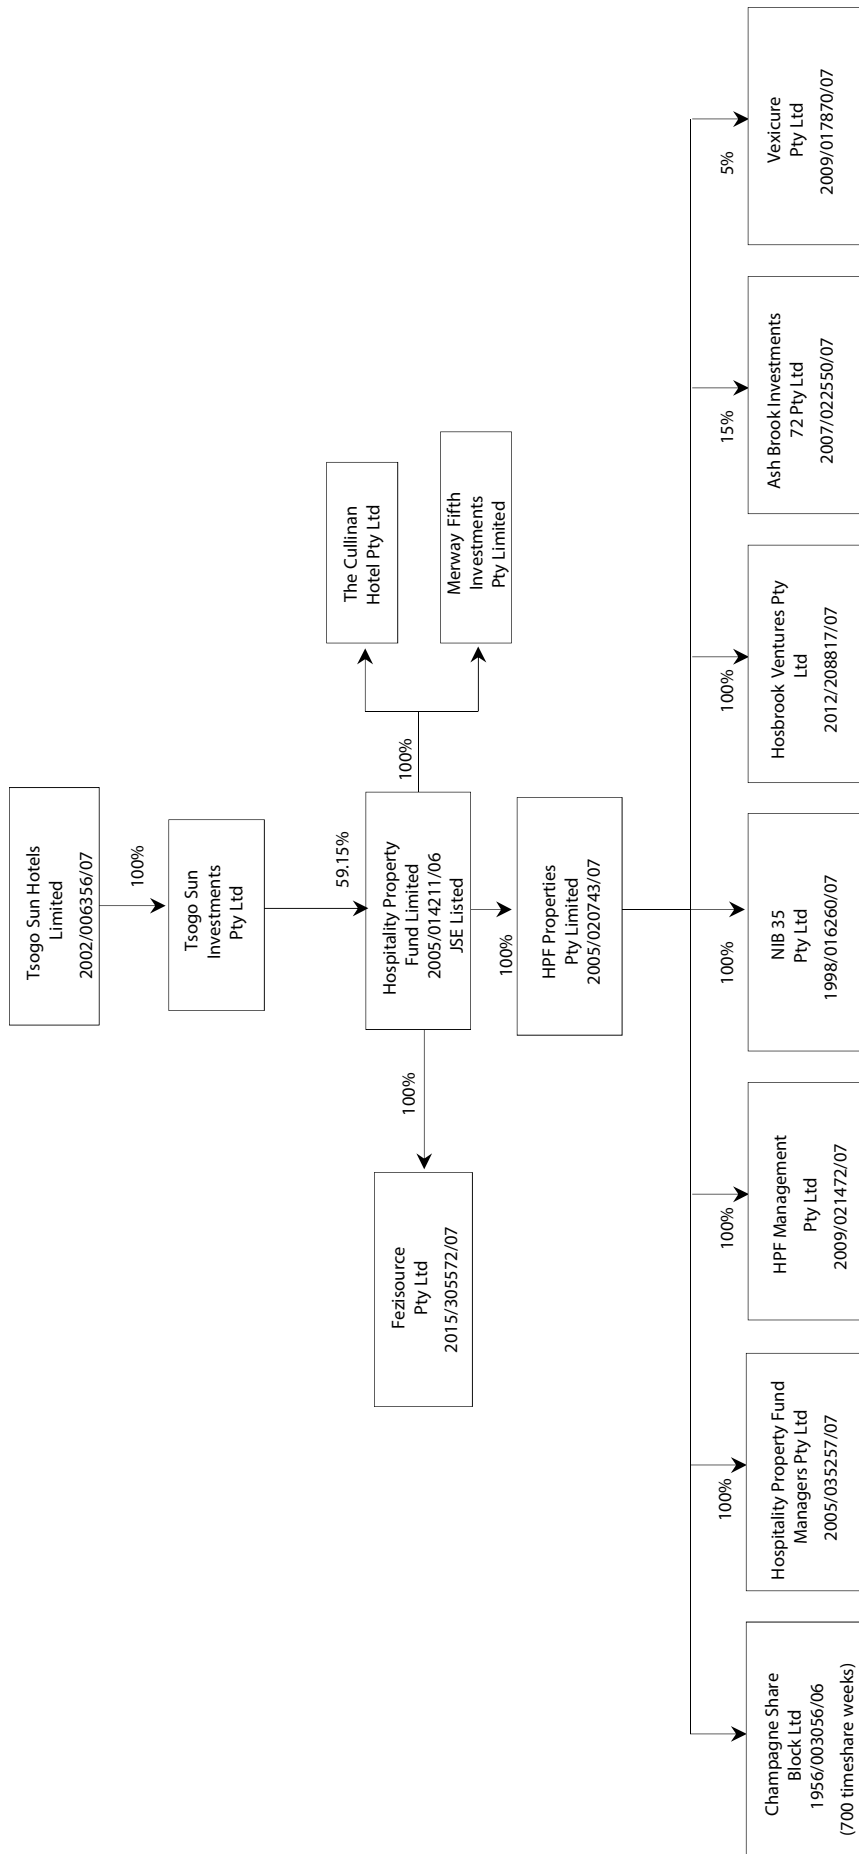 Tsogo Sun Hotels
Limited
2002/006356/07
100%
Tsogo Sun
Investments
Pty Ltd
59.15%
Hospitality Property
Fund Limited
2005/014211/06
JSE Listed
100%
Fezisource
Pty Ltd
2015/305572/07
100%
The Cullinan
Hotel Pty Ltd
Merway Fifth
Investments
Pty Limited
100%
HPF Properties
Pty Limited
2005/020743/07
Champagne Share
Block Ltd
1956/003056/06
(700 timeshare weeks)
100%
Hospitality Property Fund
Managers Pty Ltd
2005/035257/07
100%
HPF Management
Pty Ltd
2009/021472/07
100%
NIB 35
Pty Ltd
1998/016260/07
100%
Hosbrook Ventures Pty
Ltd
2012/208817/07
15%
Ash Brook Investments
72 Pty Ltd
2007/022550/07
5%
Vexicure
Pty Ltd
2009/017870/07